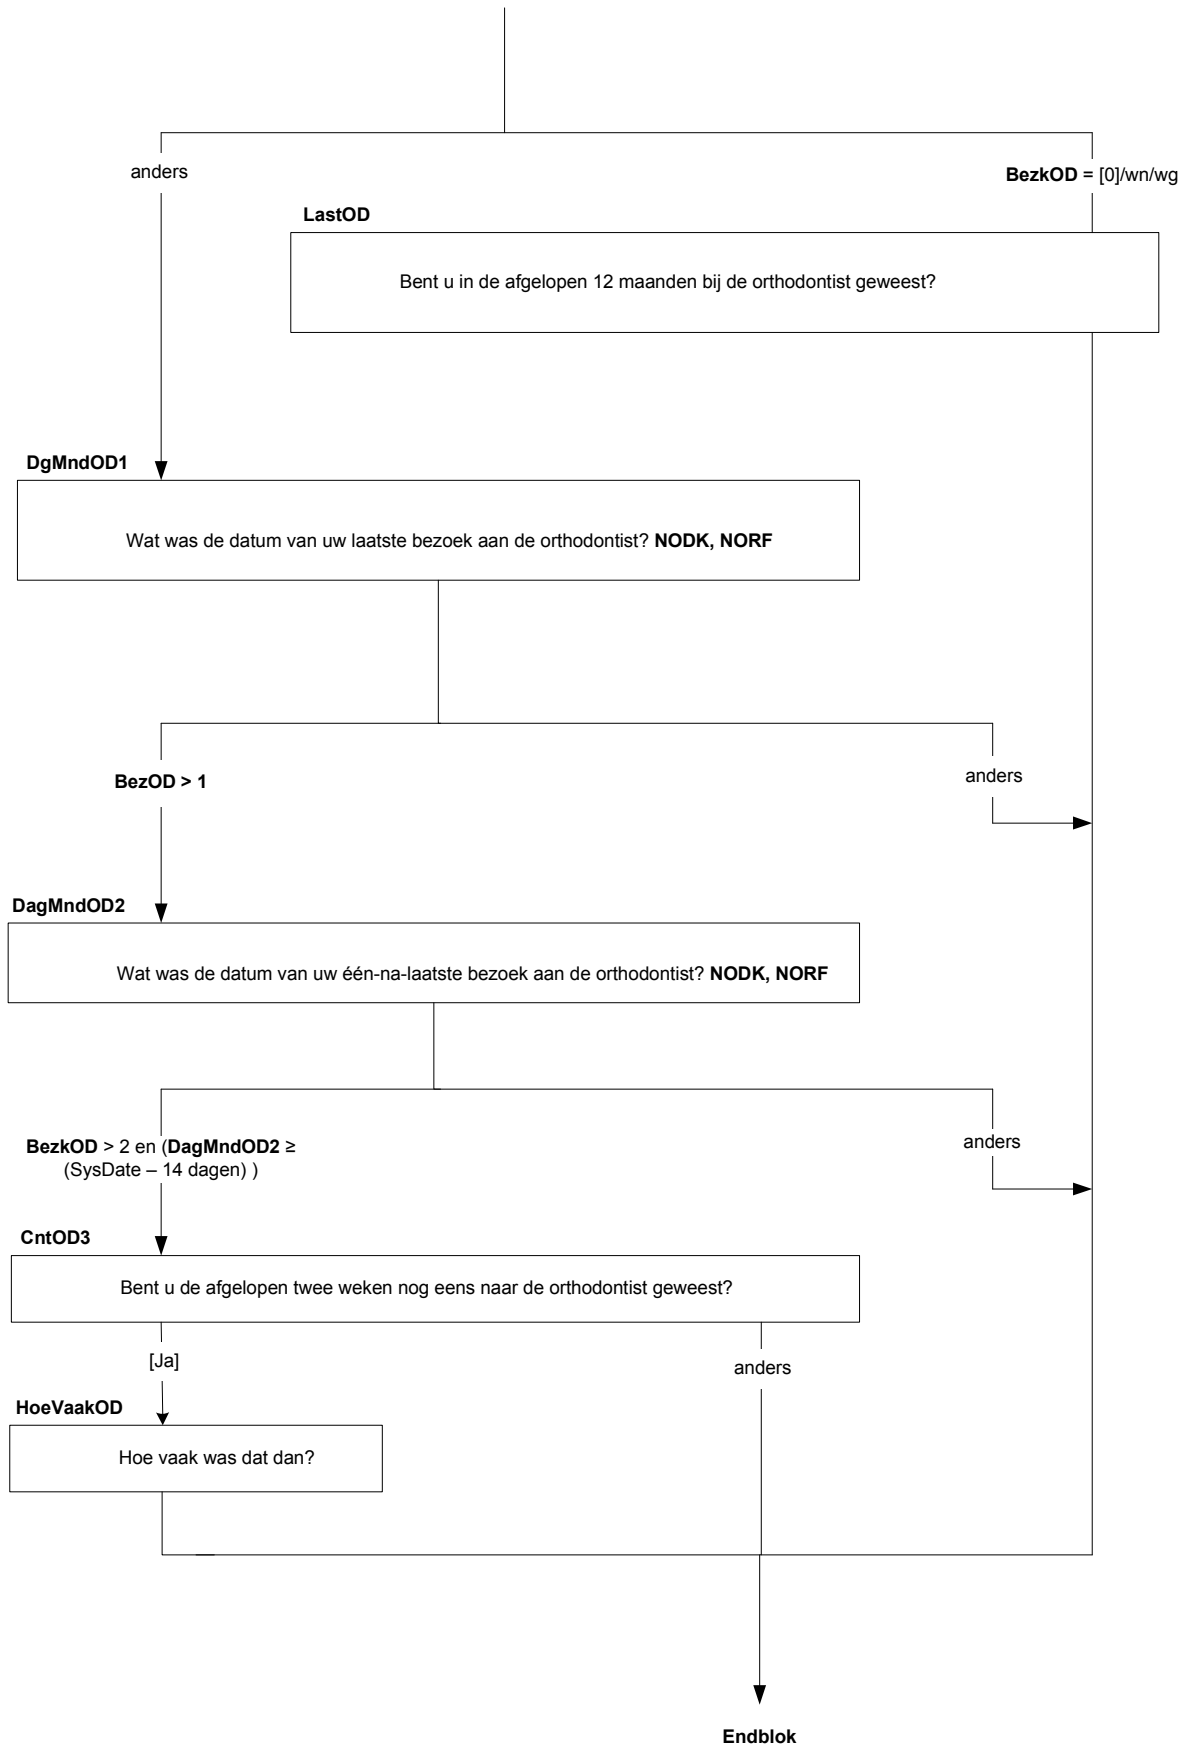 anders
BezkOD = [0]/wn/wg
LastOD
Bent u in de afgelopen 12 maanden bij de orthodontist geweest?
DgMndOD1
Wat was de datum van uw laatste bezoek aan de orthodontist? NODK, NORF
BezOD > 1
anders
DagMndOD2
Wat was de datum van uw één-na-laatste bezoek aan de orthodontist? NODK, NORF
BezkOD > 2 en (DagMndOD2 ≥
(SysDate – 14 dagen) )
anders
CntOD3
Bent u de afgelopen twee weken nog eens naar de orthodontist geweest?
[Ja]
anders
HoeVaakOD
Hoe vaak was dat dan?
Endblok